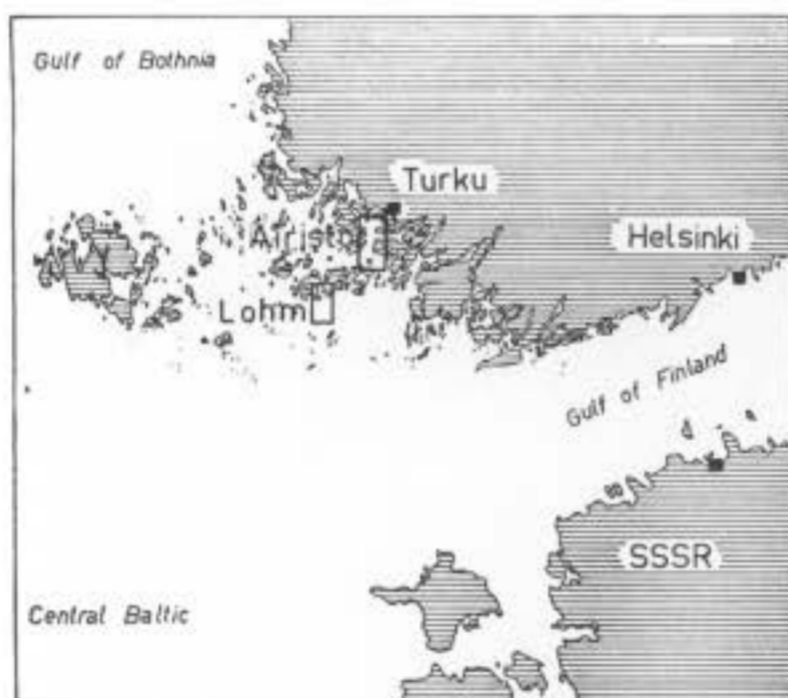 Gulf of Bothnia
Turku
Airisto
Helsinki
Lohm
Gulf of Finland
SSSR
Central Baltic